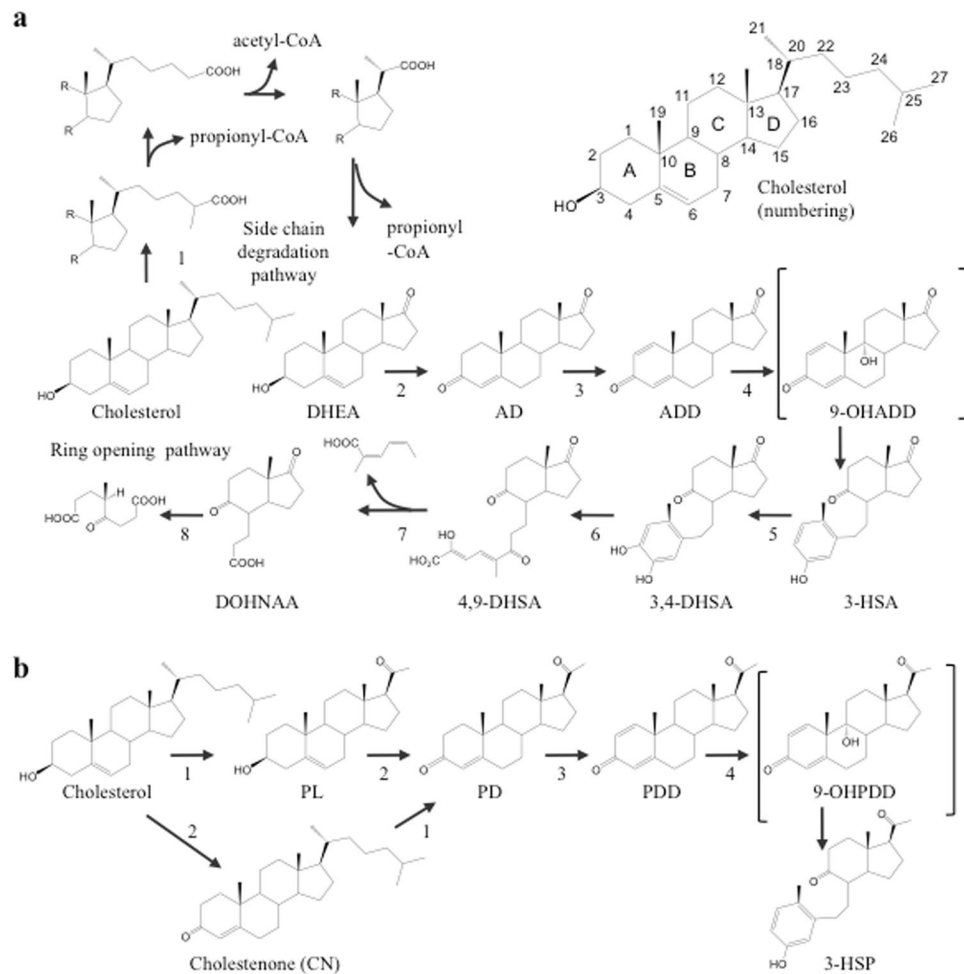 a
acetyl-CoA
COOH
COOH
R
R
R
R
propionyl-CoA
COOH
R
R
1
Side chain
degradation
pathway
propionyl
-CoA
21
20
22
24
18
12
23
27
17
25
11
19
13
16
26
C
D
1
9
14
15
2
10
8
A
B
3
5
7
HO
4
6
Cholesterol
(numbering)
O
O
O
O
HO
HO
O
O
O
OH
2
3
4
Cholesterol
DHEA
AD
ADD
9-OHADD
Ring opening pathway
HOOC
O
O
O
O
H
COOH
HOOC
O
O
O
O
O
HO
HO₂C
O
HO
HO
HO
COOH
8
7
6
5
DOHNAA
4,9-DHSA
3,4-DHSA
3-HSA
b
O
O
O
O
HO
HO
O
O
O
OH
1
2
3
4
Cholesterol
PL
PD
PDD
9-OHPDD
2
1
O
O
O
HO
Cholestenone (CN)
3-HSP